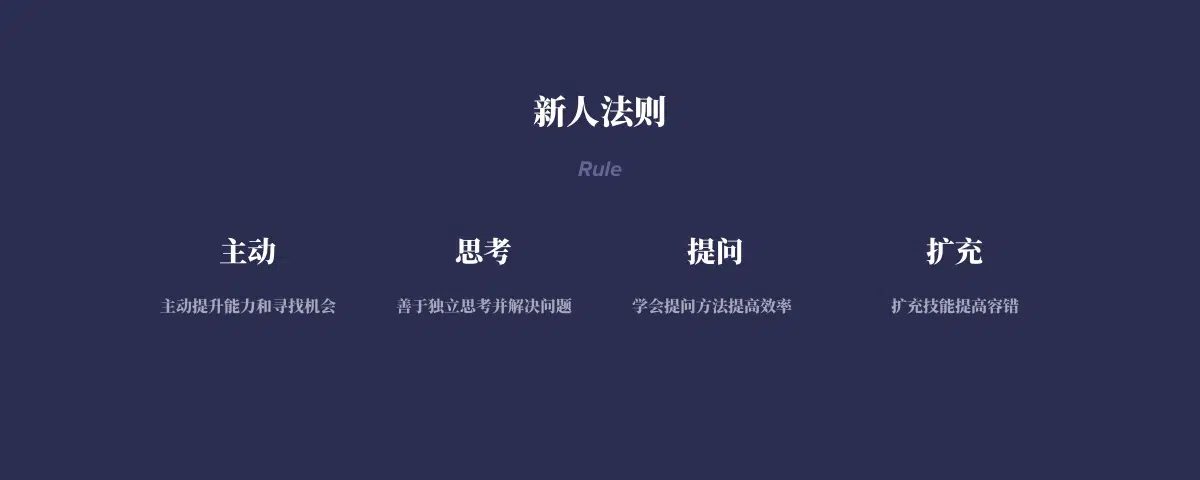 新人法则
Rule
主动
思考
提问
扩充
主动提升能力和寻找机会
善于独立思考并解决问题
学会提问方法提高效率
扩充技能提高容错